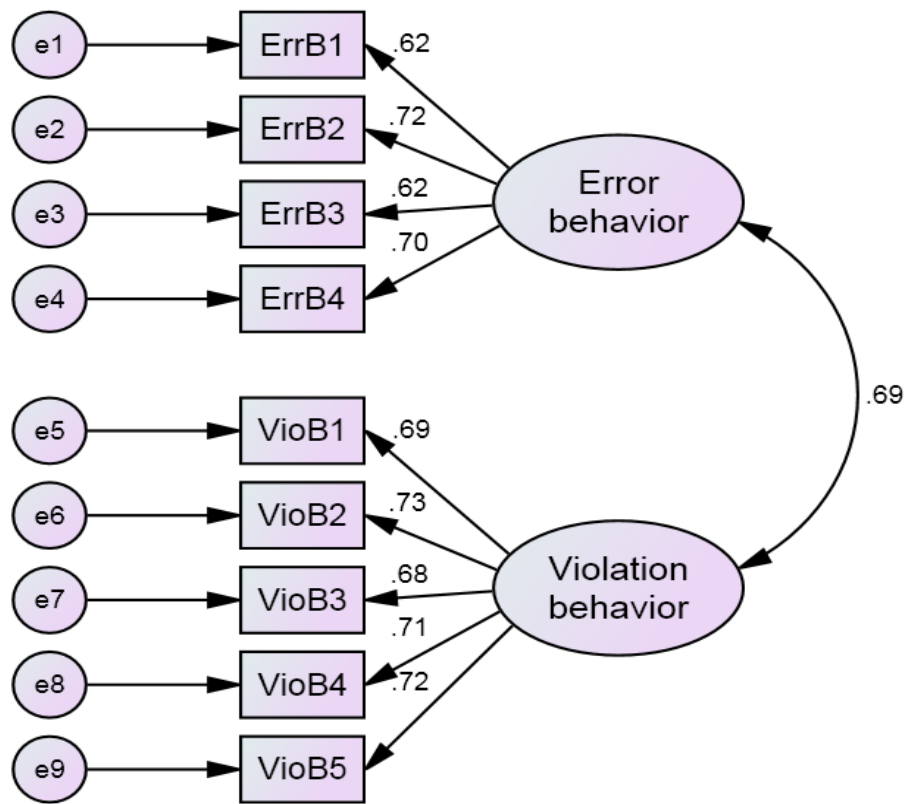 e1
ErrB1
.62
e2
ErrB2
.72
e3
ErrB3
.62
e4
ErrB4
.70
Error
behavior
.69
e5
VioB1
.69
e6
VioB2
.73
e7
VioB3
.68
e8
VioB4
.71
e9
VioB5
.72
Violation
behavior